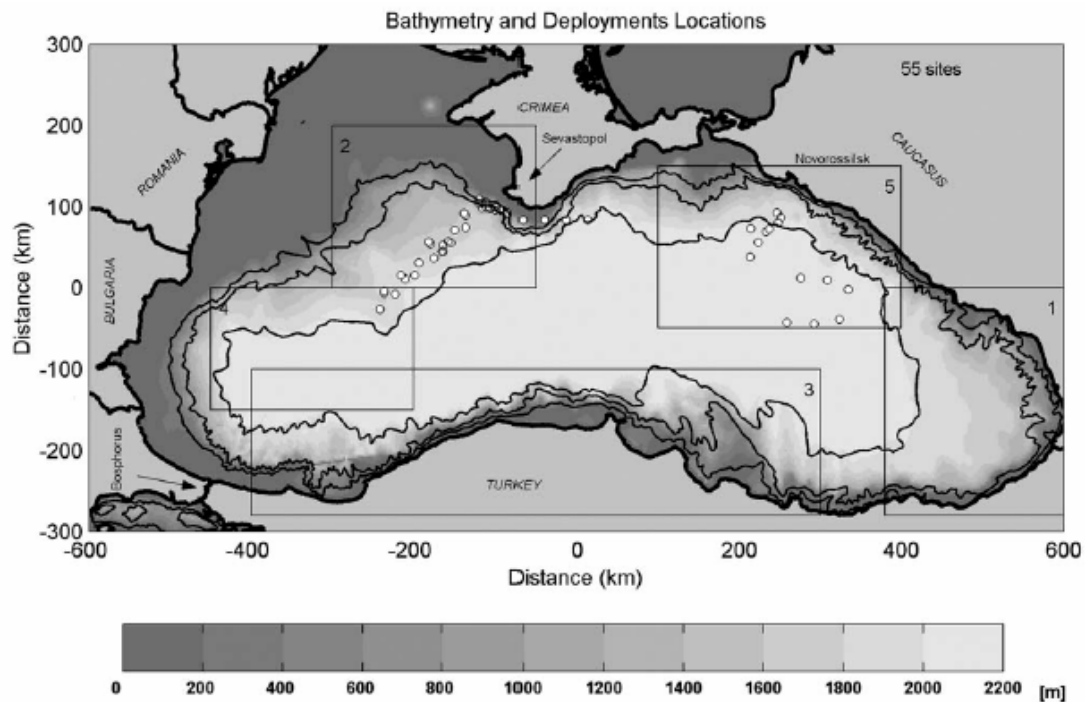 Bathymetry and Deployments Locations
300
200
100
0
-100
-200
-300
Distance (km)
55 sites
CRIMEA
Sevastopol
CAUCASUS
Novorossilsk
ROMANIA
BULGARIA
Bosphorus
TURKEY
2
5
1
4
3
-600
-400
-200
0
200
400
600
Distance (km)
0 200 400 600 800 1000 1200 1400 1600 1800 2000 2200 [m]